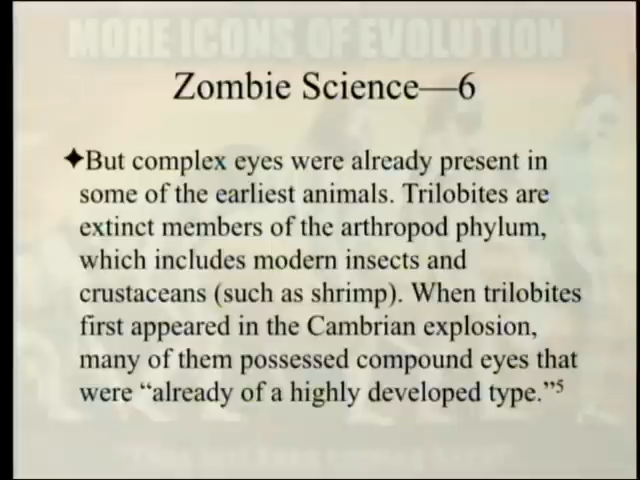 MORE ICONS OF EVOLUTION
Zombie Science—6
✦But complex eyes were already present in
some of the earliest animals. Trilobites are
extinct members of the arthropod phylum,
which includes modern insects and
crustaceans (such as shrimp). When trilobites
first appeared in the Cambrian explosion,
many of them possessed compound eyes that
were “already of a highly developed type.”⁵